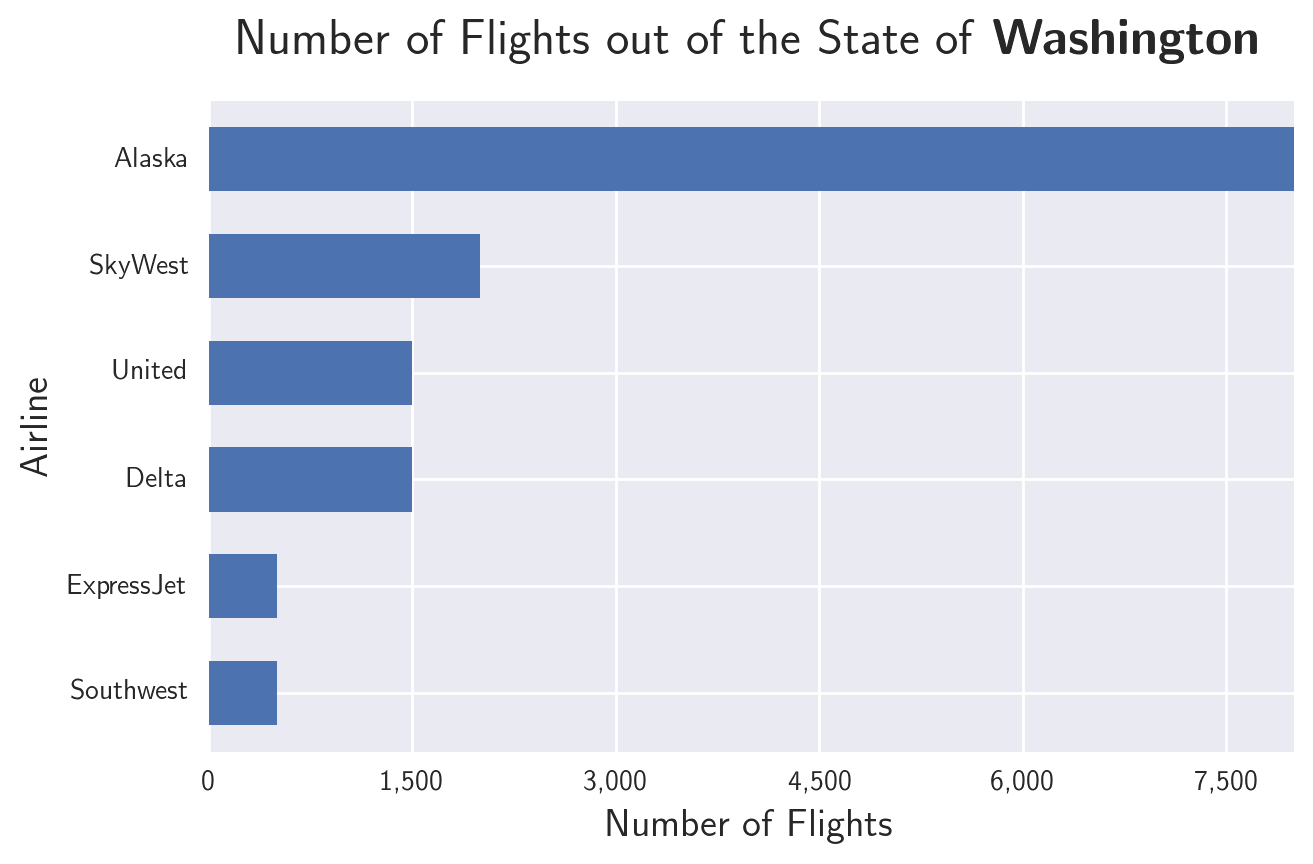 Number of Flights out of the State of Washington
Alaska
SkyWest
United
Delta
ExpressJet
Southwest
Airline
0 1,500 3,000 4,500 6,000 7,500
Number of Flights